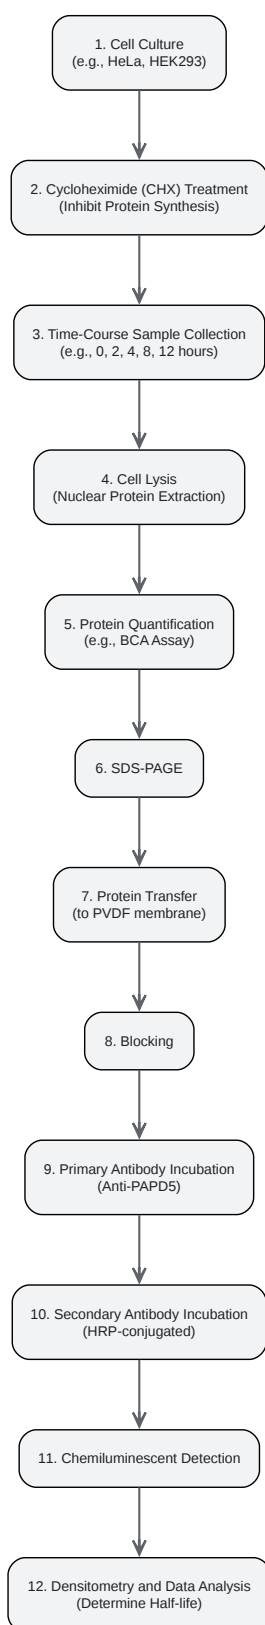 1. Cell Culture
(e.g., HeLa, HEK293)
2. Cycloheximide (CHX) Treatment
(Inhibit Protein Synthesis)
3. Time-Course Sample Collection
(e.g., 0, 2, 4, 8, 12 hours)
4. Cell Lysis
(Nuclear Protein Extraction)
5. Protein Quantification
(e.g., BCA Assay)
6. SDS-PAGE
7. Protein Transfer
(to PVDF membrane)
8. Blocking
9. Primary Antibody Incubation
(Anti-PAPD5)
10. Secondary Antibody Incubation
(HRP-conjugated)
11. Chemiluminescent Detection
12. Densitometry and Data Analysis
(Determine Half-life)